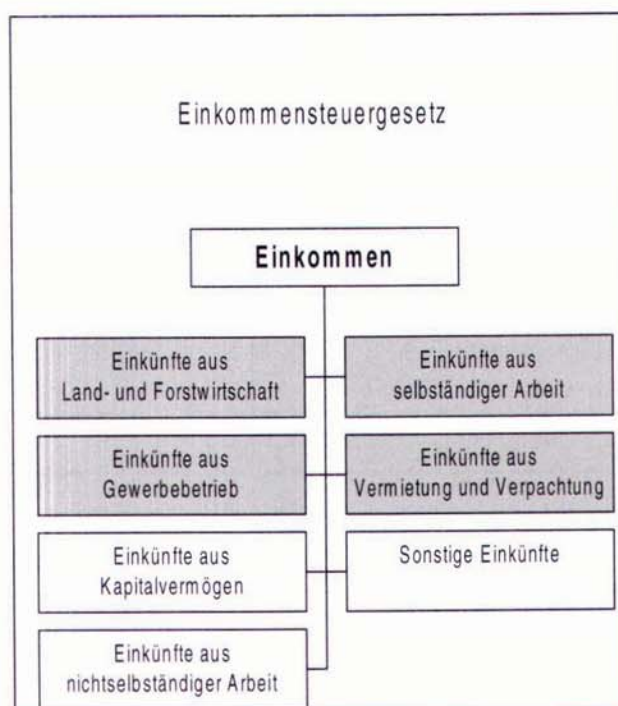 Einkommensteuergesetz
Einkommen
Einkünfte aus
Land- und Forstwirtschaft
Einkünfte aus
selbständiger Arbeit
Einkünfte aus
Gewerbebetrieb
Einkünfte aus
Vermietung und Verpachtung
Einkünfte aus
Kapitalvermögen
Sonstige Einkünfte
Einkünfte aus
nichtselbständiger Arbeit